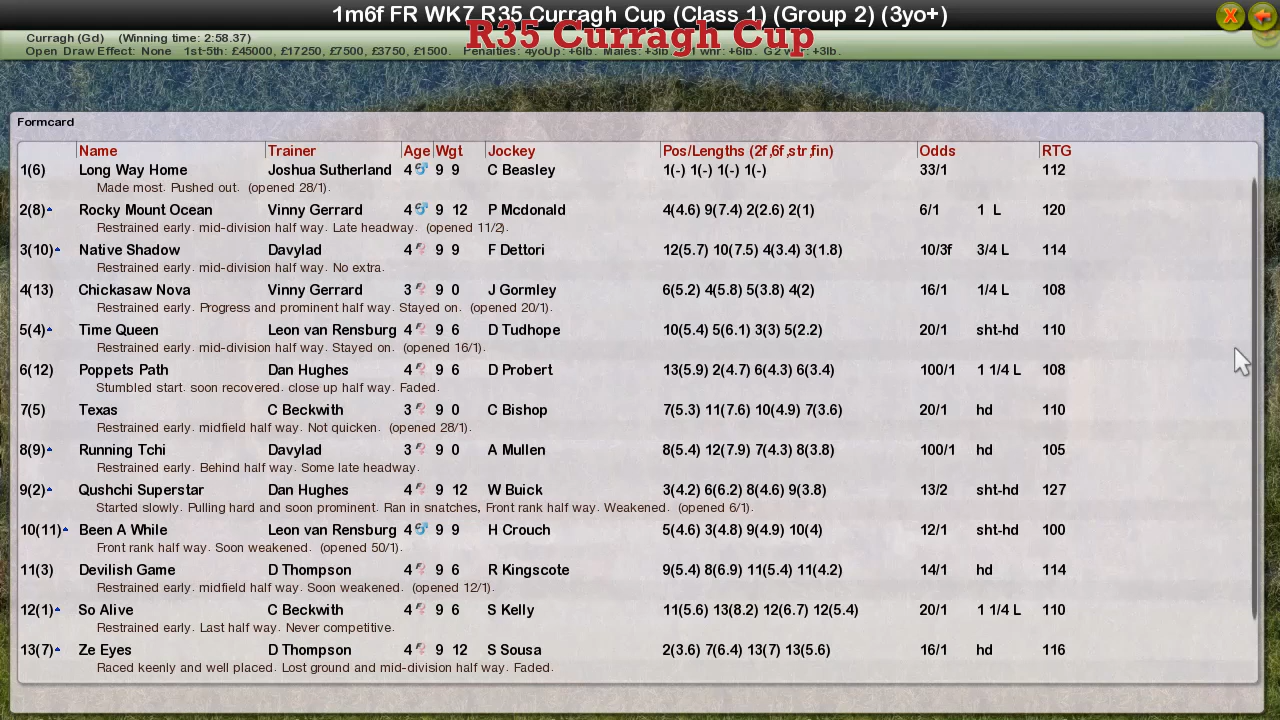 1m6f FR WK7 R35 Curragh Cup (Class 1) (Group 2) (3yo+)
R35 Curragh Cup
Curragh (Gd) (Winning time: 2:58.37)
Open Draw Effect: None 1st-5th: £45000, £17250, £7500, £3750, £1500. Penalties: 4yoUp: +6lb. Males: +3lb. wnr: +6lb. G2 w : +3lb.
Formcard
Name Trainer Age Wgt Jockey Pos/Lengths (2f,6f,str,fin) Odds RTG
1(6) Long Way Home Joshua Sutherland 4 9 9 C Beasley 1(-) 1(-) 1(-) 1(-) 33/1 112
Made most. Pushed out. (opened 28/1).
2(8) Rocky Mount Ocean Vinny Gerrard 4 9 12 P Mcdonald 4(4.6) 9(7.4) 2(2.6) 2(1) 6/1 1 L 120
Restrained early. mid-division half way. Late headway. (opened 11/2).
3(10) Native Shadow Davylad 4 9 9 F Dettori 12(5.7) 10(7.5) 4(3.4) 3(1.8) 10/3f 3/4 L 114
Restrained early. mid-division half way. No extra.
4(13) Chickasaw Nova Vinny Gerrard 3 9 0 J Gormley 6(5.2) 4(5.8) 5(3.8) 4(2) 16/1 1/4 L 108
Restrained early. Progress and prominent half way. Stayed on. (opened 20/1).
5(4) Time Queen Leon van Rensburg 4 9 6 D Tudhope 10(5.4) 5(6.1) 3(3) 5(2.2) 20/1 sht-hd 110
Restrained early. mid-division half way. Stayed on. (opened 16/1).
6(12) Poppets Path Dan Hughes 4 9 6 D Probert 13(5.9) 2(4.7) 6(4.3) 6(3.4) 100/1 1 1/4 L 108
Stumbled start. soon recovered. close up half way. Faded.
7(5) Texas C Beckwith 3 9 0 C Bishop 7(5.3) 11(7.6) 10(4.9) 7(3.6) 20/1 hd 110
Restrained early. midfield half way. Not quicken. (opened 28/1).
8(9) Running Tchi Davylad 3 9 0 A Mullen 8(5.4) 12(7.9) 7(4.3) 8(3.8) 100/1 hd 105
Restrained early. Behind half way. Some late headway.
9(2) Qushchi Superstar Dan Hughes 4 9 12 W Buick 3(4.2) 6(6.2) 8(4.6) 9(3.8) 13/2 sht-hd 127
Started slowly. Pulling hard and soon prominent. Ran in snatches, Front rank half way. Weakened. (opened 6/1).
10(11) Been A While Leon van Rensburg 4 9 9 H Crouch 5(4.6) 3(4.8) 9(4.9) 10(4) 12/1 sht-hd 100
Front rank half way. Soon weakened. (opened 50/1).
11(3) Devilish Game D Thompson 4 9 6 R Kingscote 9(5.4) 8(6.9) 11(5.4) 11(4.2) 14/1 hd 114
Restrained early. midfield half way. Soon weakened. (opened 12/1).
12(1) So Alive C Beckwith 4 9 6 S Kelly 11(5.6) 13(8.2) 12(6.7) 12(5.4) 20/1 1 1/4 L 110
Restrained early. Last half way. Never competitive.
13(7) Ze Eyes D Thompson 4 9 12 S Sousa 2(3.6) 7(6.4) 13(7) 13(5.6) 16/1 hd 116
Raced keenly and well placed. Lost ground and mid-division half way. Faded.